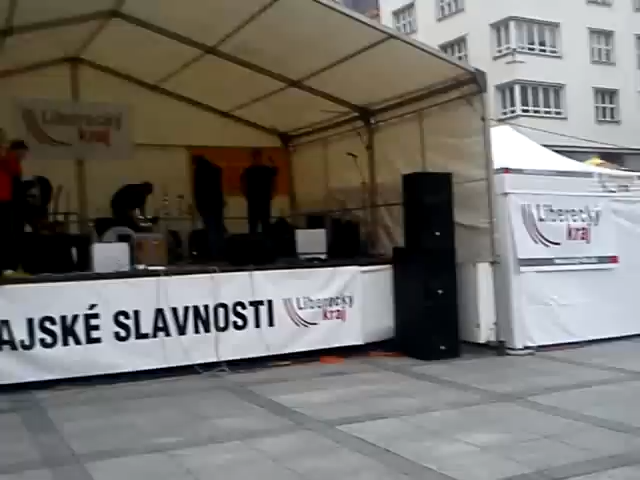 Liberecký
kraj
Liberecký
kraj
AJSKÉ SLAVNOSTI
Liberecký
kraj